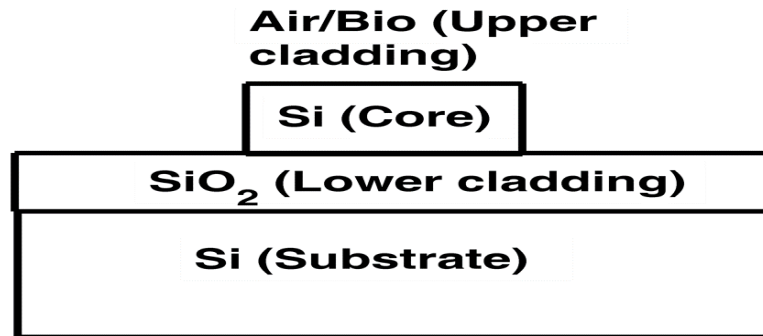 Air/Bio (Upper
cladding)
Si (Core)
SiO₂ (Lower cladding)
Si (Substrate)